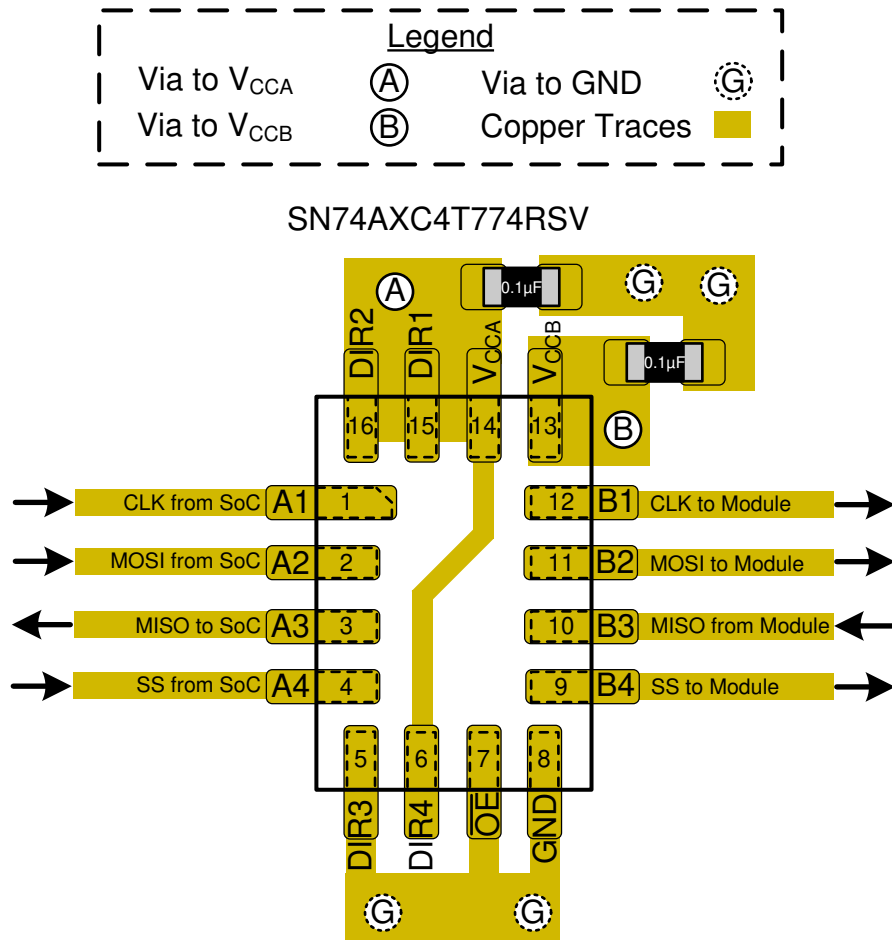 Legend
Via to VCCA A Via to GND G
Via to VCCB B Copper Traces
SN74AXC4T774RSV
A 0.1µF G G
DIR2 DIR1 VCCA VCCB 0.1µF
16 15 14 13 B
CLK from SoC A1 1 12 B1 CLK to Module
MOSI from SoC A2 2 11 B2 MOSI to Module
MISO to SoC A3 3 10 B3 MISO from Module
SS from SoC A4 4 9 B4 SS to Module
5 6 7 8
DIR3 DIR4 OE GND
G G